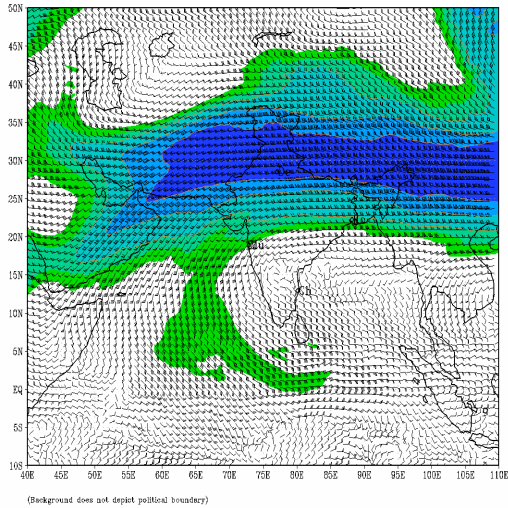 50N
45N
40N
35N
30N
25N
20N
15N
10N
5N
EQ
5S
10S
40E 45E 50E 55E 60E 65E 70E 75E 80E 85E 90E 95E 100E 105E 110E
(Background does not depict political boundary)